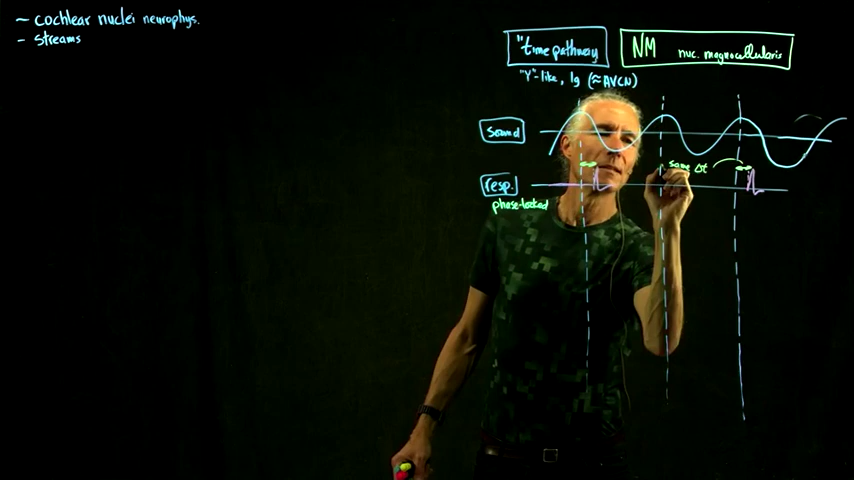 ~ cochlear nuclei neurophys.
- streams
"time pathway
NM nuc. magnocellularis
"Y"-like, lg (≈AVCN)
Sound
same Δt
resp.
phase-locked